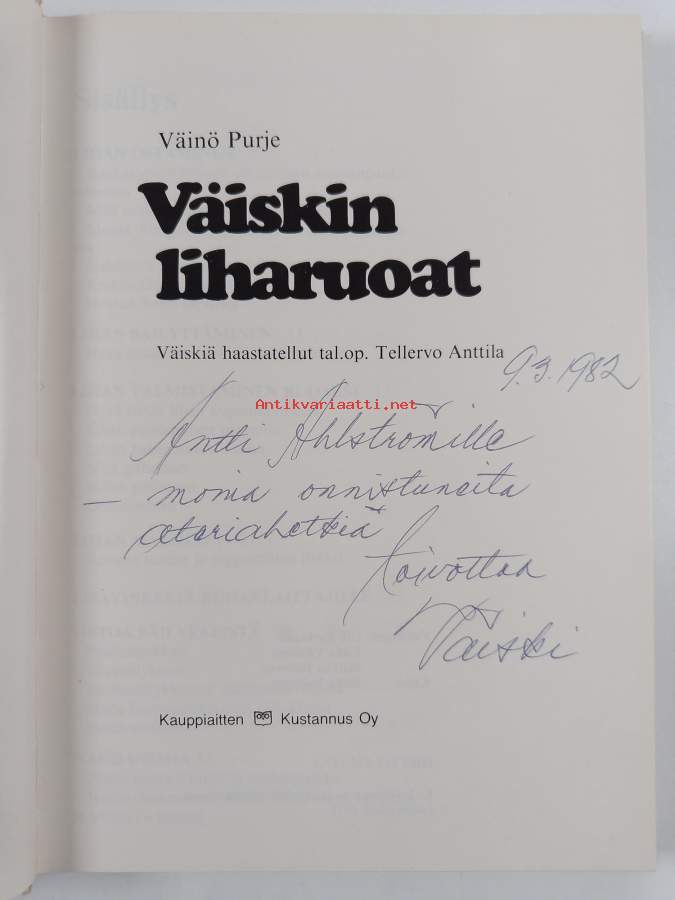 Väinö Purje
Väiskin
liharuoat
Väiskiä haastatellut tal.op. Tellervo Anttila
9.3.1982
Antikvariaatti.net
Antti Ahlströmille
– monia onnistuneita
ateriahetkiä
toivottaa
Väiski
Kauppiaitten Kustannus Oy
Sisällys